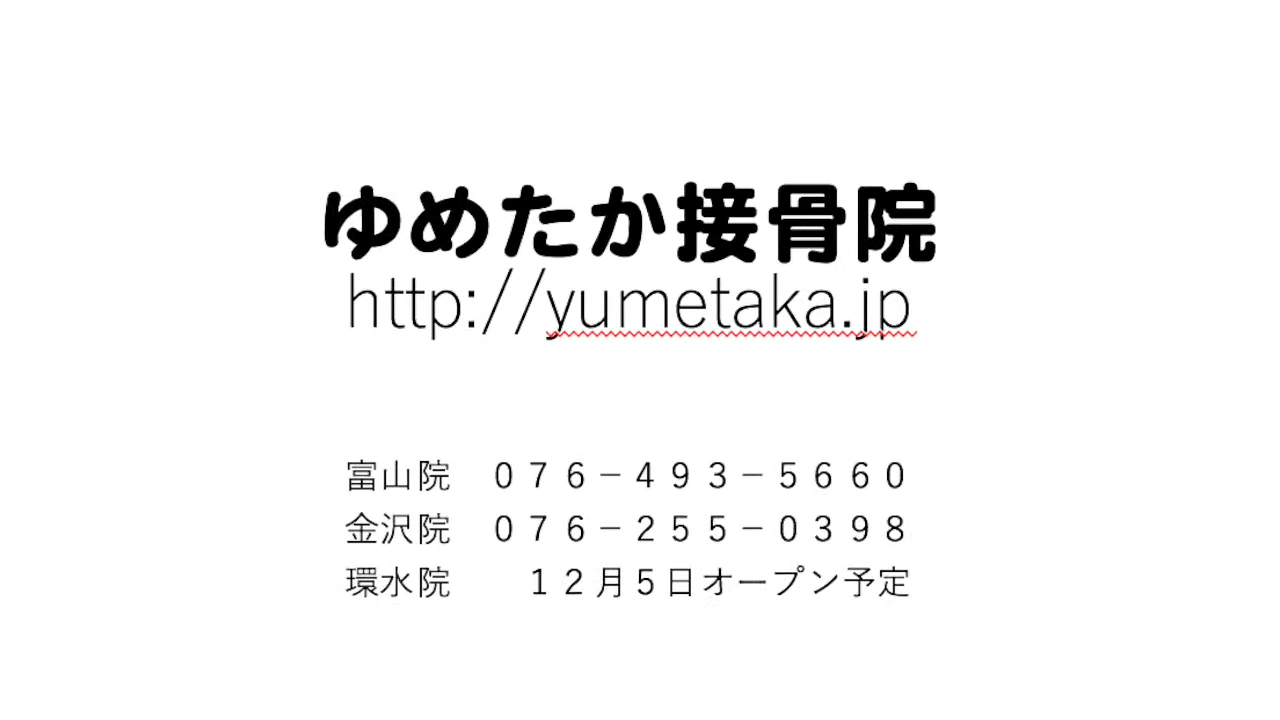 ゆめたか接骨院
http://yumetaka.jp
富山院　０７６－４９３－５６６０
金沢院　０７６－２５５－０３９８
環水院　　１２月５日オープン予定